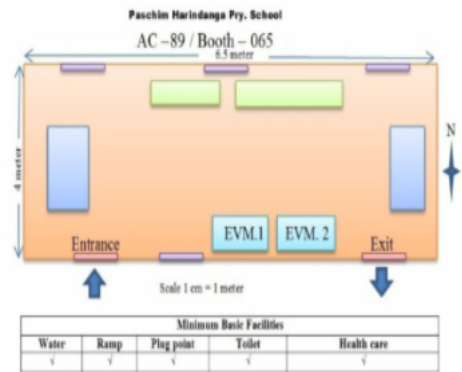 Paschim Harindanga Pry. School
AC –89 / Booth – 065
6.5 meter
4 meter
N
EVM.1 EVM. 2
Entrance Exit
Scale 1 cm = 1 meter
Minimum Basic Facilities
Water Ramp Plug point Toilet Health care
√ √ √ √ √